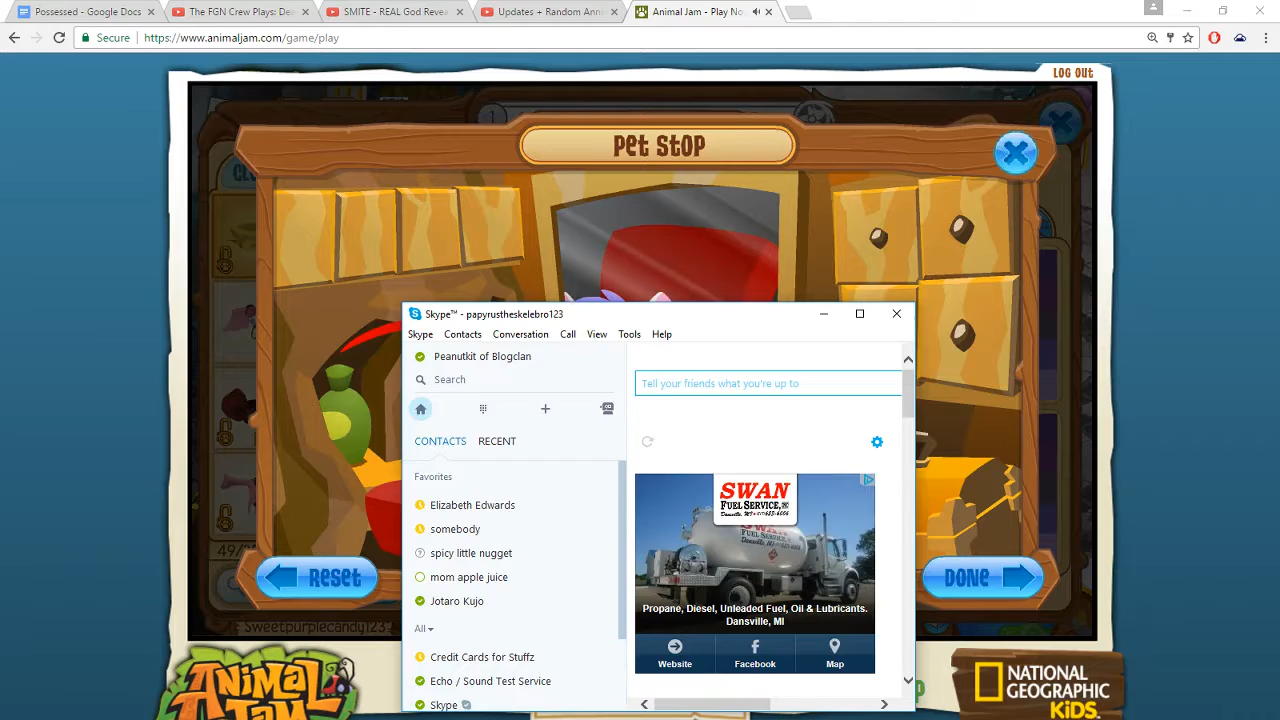 Possessed - Google Docs
The FGN Crew Plays: De
SMITE - REAL God Revea
Updates + Random Ann
Animal Jam - Play No
Secure
https://www.animaljam.com/game/play
LOG OUT
PET STOP
Skype™ - papyrustheskelebro123
Skype Contacts Conversation Call View Tools Help
Peanutkit of Blogclan
Search
Tell your friends what you're up to
CONTACTS RECENT
Favorites
Elizabeth Edwards
somebody
spicy little nugget
mom apple juice
Jotaro Kujo
All
Credit Cards for Stuffz
Echo / Sound Test Service
Skype
SWAN
FUEL SERVICE
Propane, Diesel, Unleaded Fuel, Oil & Lubricants.
Dansville, MI
Website Facebook Map
RESET
DONE
Sweetpurplecandy123
ANIMAL
JAM
NATIONAL
GEOGRAPHIC
KiDS